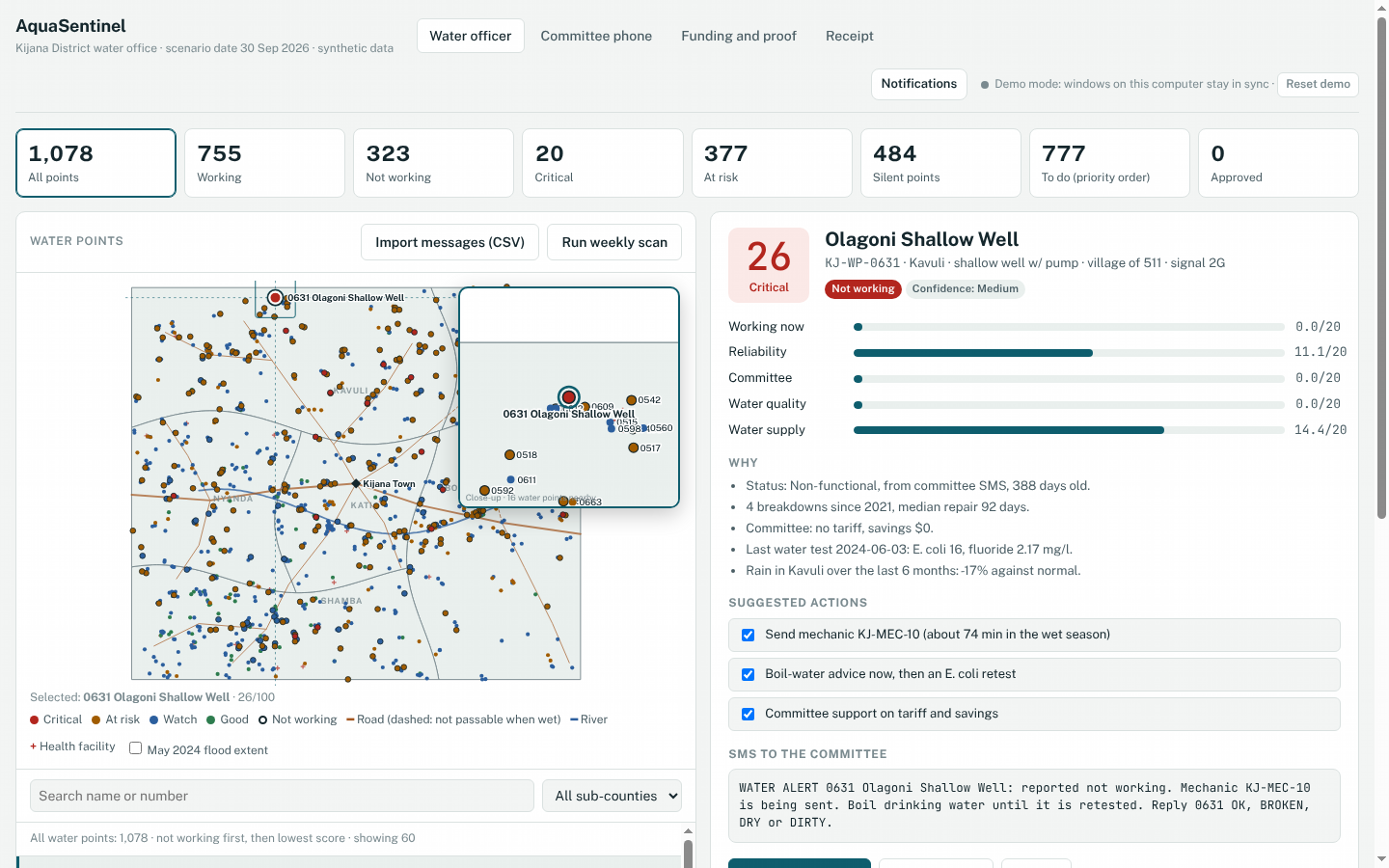 AquaSentinel
Kijana District water office · scenario date 30 Sep 2026 · synthetic data
Water officer
Committee phone
Funding and proof
Receipt
Notifications
Demo mode: windows on this computer stay in sync ·
Reset demo
1,078
All points
755
Working
323
Not working
20
Critical
377
At risk
484
Silent points
777
To do (priority order)
0
Approved
WATER POINTS
Import messages (CSV)
Run weekly scan
0631 Olagoni Shallow Well
KAVULI
Kijana Town
NYANDA
SHAMBA
0542
0609
0631 Olagoni Shallow Well
0560
0517
0518
0611
0592
Close-up · 16 water points nearby
0663
Selected: 0631 Olagoni Shallow Well · 26/100
Critical
At risk
Watch
Good
Not working
Road (dashed: not passable when wet)
River
+ Health facility
May 2024 flood extent
Search name or number
All sub-counties
All water points: 1,078 · not working first, then lowest score · showing 60
26
Critical
Olagoni Shallow Well
KJ-WP-0631 · Kavuli · shallow well w/ pump · village of 511 · signal 2G
Not working
Confidence: Medium
Working now 0.0/20
Reliability 11.1/20
Committee 0.0/20
Water quality 0.0/20
Water supply 14.4/20
WHY
• Status: Non-functional, from committee SMS, 388 days old.
• 4 breakdowns since 2021, median repair 92 days.
• Committee: no tariff, savings $0.
• Last water test 2024-06-03: E. coli 16, fluoride 2.17 mg/l.
• Rain in Kavuli over the last 6 months: -17% against normal.
SUGGESTED ACTIONS
Send mechanic KJ-MEC-10 (about 74 min in the wet season)
Boil-water advice now, then an E. coli retest
Committee support on tariff and savings
SMS TO THE COMMITTEE
WATER ALERT 0631 Olagoni Shallow Well: reported not working. Mechanic KJ-MEC-10
is being sent. Boil drinking water until it is retested. Reply 0631 OK, BROKEN,
DRY or DIRTY.